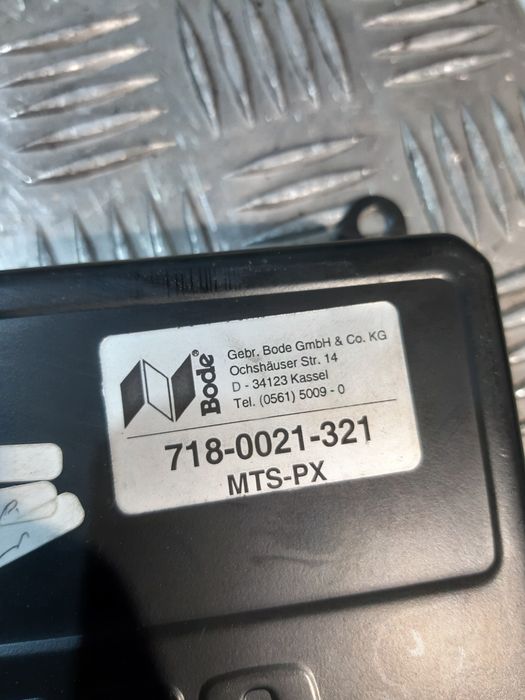 Bode®
Gebr. Bode GmbH & Co. KG
Ochshäuser Str. 14
D - 34123 Kassel
Tel. (0561) 5009 - 0
718-0021-321
MTS-PX